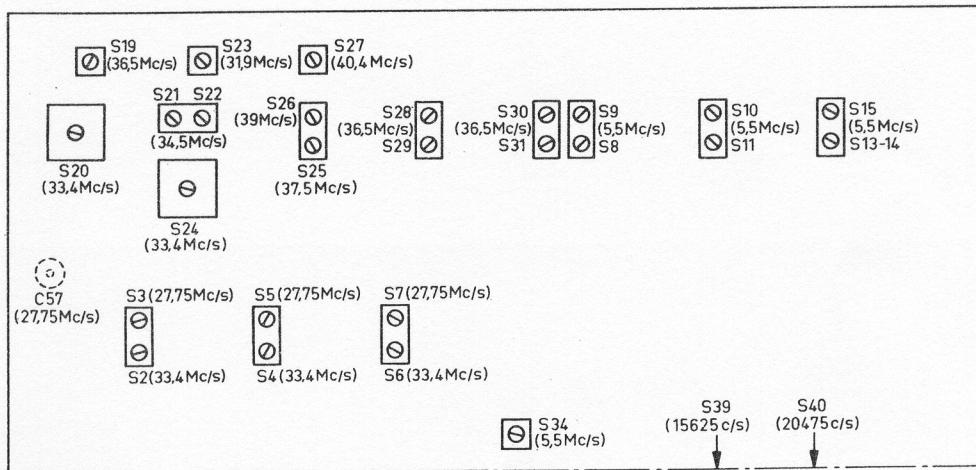 S19
(36,5Mc/s)
S23
(31,9Mc/s)
S27
(40,4Mc/s)
S21 S22
(34,5Mc/s)
S26
(39Mc/s)
S25
(37,5Mc/s)
S28
(36,5Mc/s)
S29
S30
(36,5Mc/s)
S31
S9
(5,5Mc/s)
S8
S10
(5,5Mc/s)
S11
S15
(5,5Mc/s)
S13-14
S20
(33,4Mc/s)
S24
(33,4Mc/s)
C57
(27,75Mc/s)
S3(27,75Mc/s)
S2(33,4Mc/s)
S5(27,75Mc/s)
S4(33,4Mc/s)
S7(27,75Mc/s)
S6(33,4Mc/s)
S34
(5,5Mc/s)
S39
(15625c/s)
S40
(20475c/s)